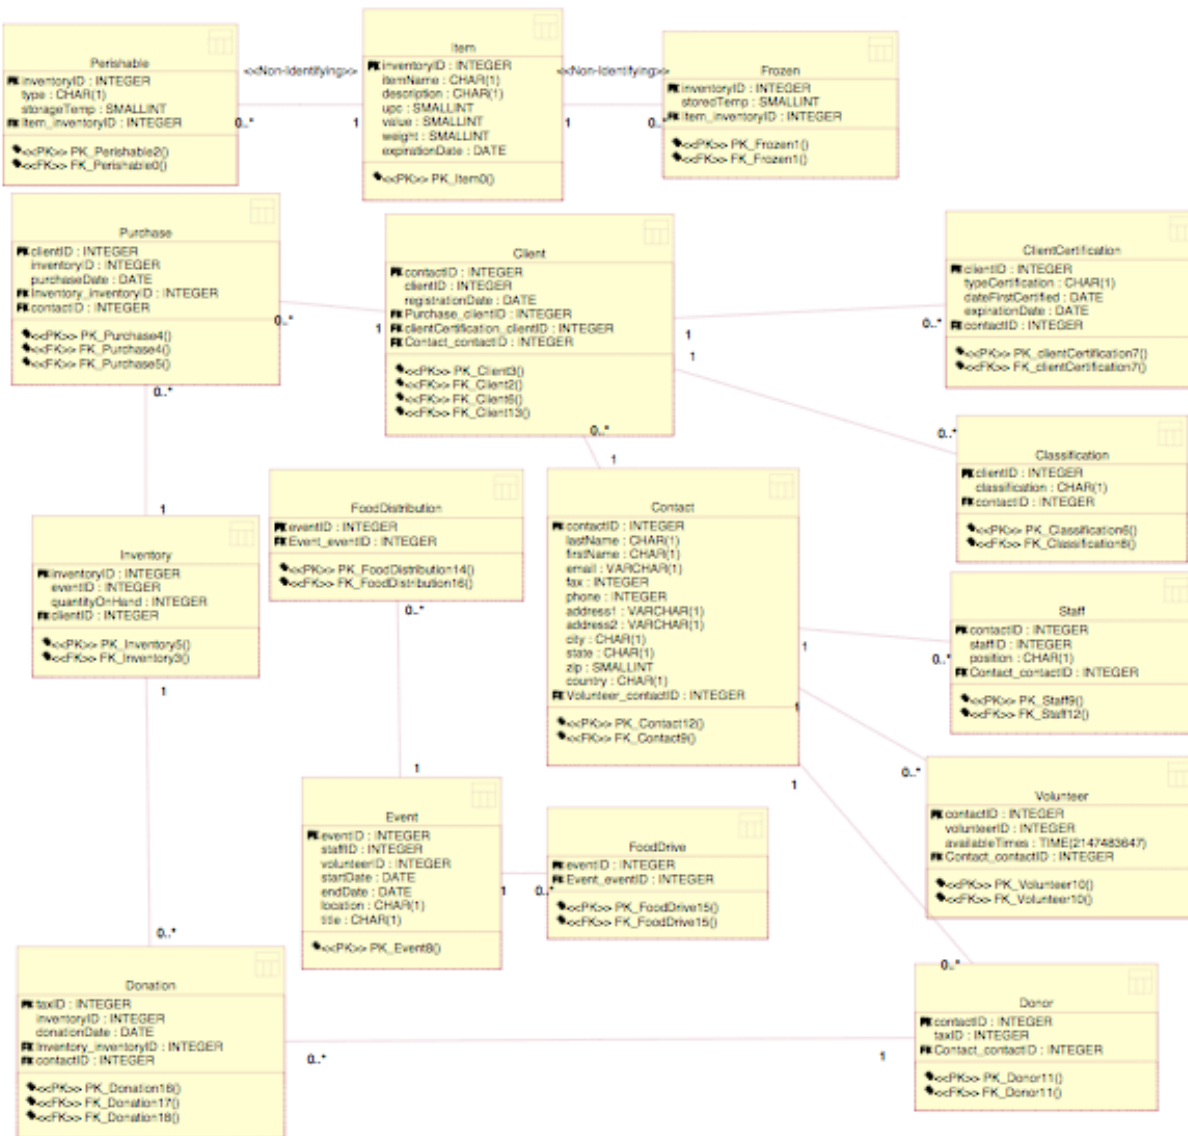 Perishable
PK inventoryID : INTEGER
type : CHAR(1)
storageTemp : SMALLINT
FK Item_inventoryID : INTEGER
<<PK>> PK_Perishable2()
<<FK>> FK_Perishable0()
<<Non-Identifying>>
0..*
1
Item
PK inventoryID : INTEGER
itemName : CHAR(1)
description : CHAR(1)
upc : SMALLINT
value : SMALLINT
weight : SMALLINT
expirationDate : DATE
<<PK>> PK_Item0()
<<Non-Identifying>>
1
0..*
Frozen
PK inventoryID : INTEGER
storedTemp : SMALLINT
FK Item_inventoryID : INTEGER
<<PK>> PK_Frozen1()
<<FK>> FK_Frozen1()
Purchase
PK clientID : INTEGER
inventoryID : INTEGER
purchaseDate : DATE
FK Inventory_inventoryID : INTEGER
FK contactID : INTEGER
<<PK>> PK_Purchase4()
<<FK>> FK_Purchase4()
<<FK>> FK_Purchase5()
0..*
1
0..*
1
Client
PK contactID : INTEGER
clientID : INTEGER
registrationDate : DATE
FK Purchase_clientID : INTEGER
FK clientCertification_clientID : INTEGER
FK Contact_contactID : INTEGER
<<PK>> PK_Client3()
<<FK>> FK_Client2()
<<FK>> FK_Client6()
<<FK>> FK_Client13()
1
0..*
1
0..*
0..*
1
ClientCertification
PK clientID : INTEGER
typeCertification : CHAR(1)
dateFirstCertified : DATE
expirationDate : DATE
FK contactID : INTEGER
<<PK>> PK_clientCertification7()
<<FK>> FK_clientCertification7()
Classification
PK clientID : INTEGER
classification : CHAR(1)
FK contactID : INTEGER
<<PK>> PK_Classification6()
<<FK>> FK_Classification8()
Inventory
PK inventoryID : INTEGER
eventID : INTEGER
quantityOnHand : INTEGER
FK clientID : INTEGER
<<PK>> PK_Inventory5()
<<FK>> FK_Inventory3()
1
0..*
FoodDistribution
PK eventID : INTEGER
FK Event_eventID : INTEGER
<<PK>> PK_FoodDistribution14()
<<FK>> FK_FoodDistribution16()
0..*
1
Contact
PK contactID : INTEGER
lastName : CHAR(1)
firstName : CHAR(1)
email : VARCHAR(1)
fax : INTEGER
phone : INTEGER
address1 : VARCHAR(1)
address2 : VARCHAR(1)
city : CHAR(1)
state : CHAR(1)
zip : SMALLINT
country : CHAR(1)
FK Volunteer_contactID : INTEGER
<<PK>> PK_Contact12()
<<FK>> FK_Contact9()
1
0..*
1
0..*
1
0..*
Staff
PK contactID : INTEGER
staffID : INTEGER
position : CHAR(1)
FK Contact_contactID : INTEGER
<<PK>> PK_Staff9()
<<FK>> FK_Staff12()
Volunteer
PK contactID : INTEGER
volunteerID : INTEGER
availableTimes : TIME(2147483647)
FK Contact_contactID : INTEGER
<<PK>> PK_Volunteer10()
<<FK>> FK_Volunteer10()
Event
PK eventID : INTEGER
staffID : INTEGER
volunteerID : INTEGER
startDate : DATE
endDate : DATE
location : CHAR(1)
title : CHAR(1)
<<PK>> PK_Event8()
1
0..*
FoodDrive
PK eventID : INTEGER
FK Event_eventID : INTEGER
<<PK>> PK_FoodDrive15()
<<FK>> FK_FoodDrive15()
Donation
PK taxID : INTEGER
inventoryID : INTEGER
donationDate : DATE
FK Inventory_inventoryID : INTEGER
FK contactID : INTEGER
<<PK>> PK_Donation16()
<<FK>> FK_Donation17()
<<FK>> FK_Donation18()
0..*
1
Donor
PK contactID : INTEGER
taxID : INTEGER
FK Contact_contactID : INTEGER
<<PK>> PK_Donor11()
<<FK>> FK_Donor11()